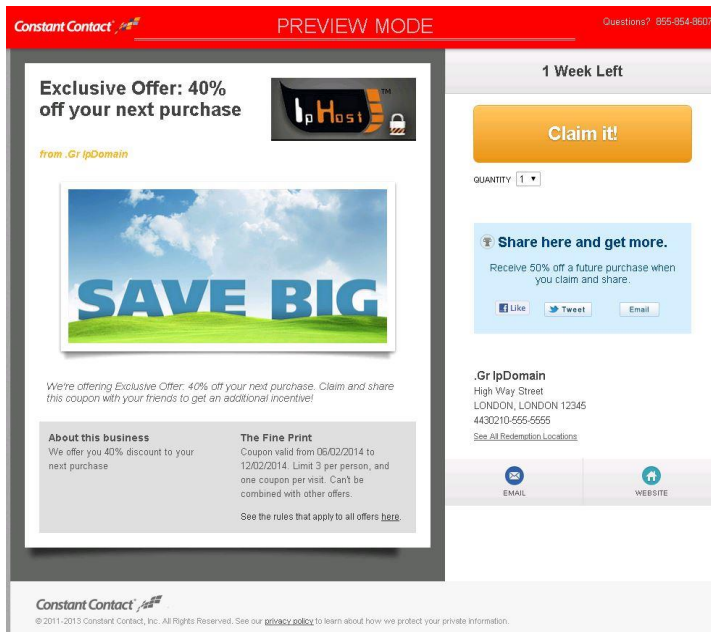 Constant Contact
PREVIEW MODE
Questions? 855-854-8607
Exclusive Offer: 40%
off your next purchase
IpHost
TM
from .Gr IpDomain
SAVE BIG
We're offering Exclusive Offer: 40% off your next purchase. Claim and share
this coupon with your friends to get an additional incentive!
About this business
We offer you 40% discount to your
next purchase
The Fine Print
Coupon valid from 06/02/2014 to
12/02/2014. Limit 3 per person, and
one coupon per visit. Can't be
combined with other offers.
See the rules that apply to all offers here.
1 Week Left
Claim it!
QUANTITY 1
Share here and get more.
Receive 50% off a future purchase when
you claim and share.
Like
Tweet
Email
.Gr IpDomain
High Way Street
LONDON, LONDON 12345
4430210-555-5555
See All Redemption Locations
EMAIL
WEBSITE
Constant Contact
© 2011-2013 Constant Contact, Inc. All Rights Reserved. See our privacy policy to learn about how we protect your private information.